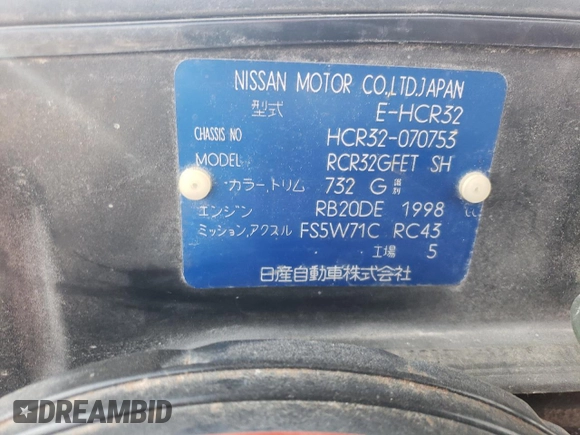 NISSAN MOTOR CO.,LTD.JAPAN
型式 E-HCR32
CHASSIS NO HCR32-070753
MODEL RCR32GFET SH
カラー,トリム 732 G
エンジン RB20DE 1998 cc
ミッション,アクスル FS5W71C RC43
工場 5
日産自動車株式会社
DREAMBID